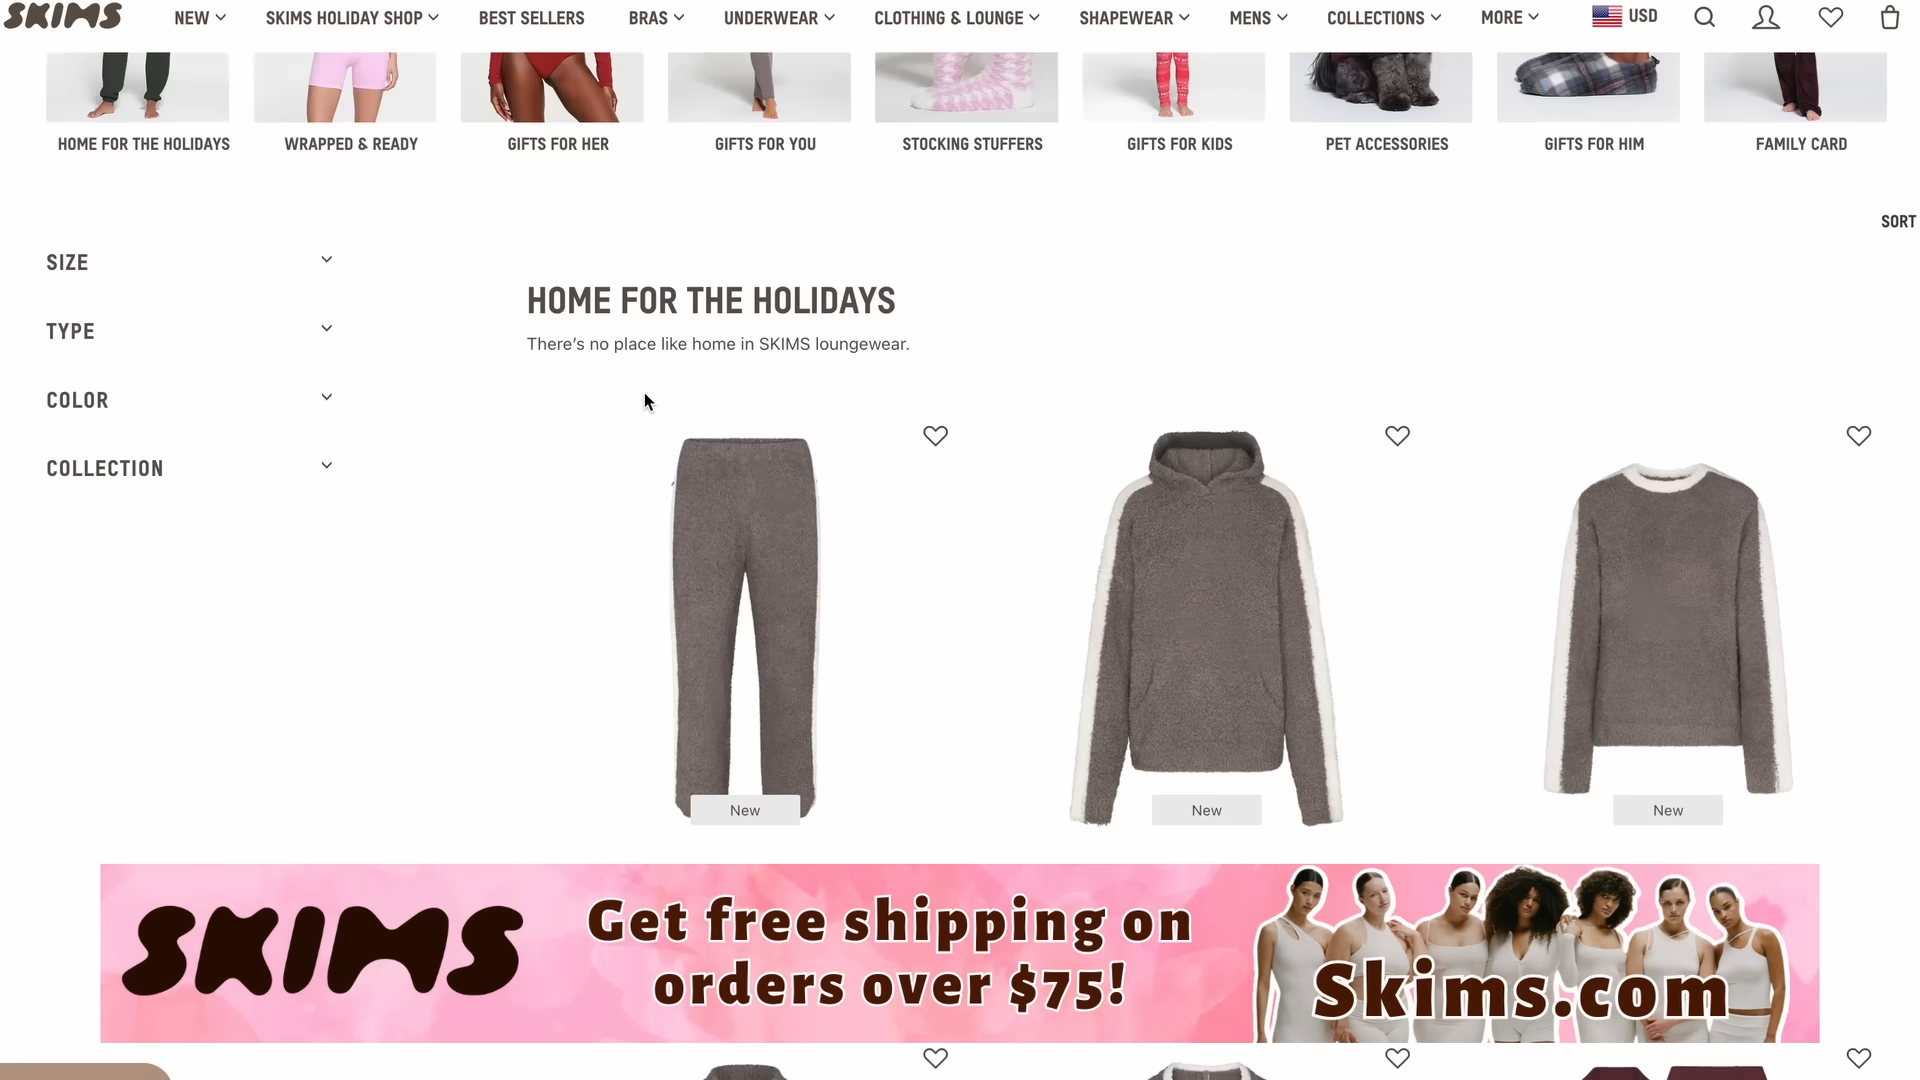 SKIMS
NEW
SKIMS HOLIDAY SHOP
BEST SELLERS
BRAS
UNDERWEAR
CLOTHING & LOUNGE
SHAPEWEAR
MENS
COLLECTIONS
MORE
USD
HOME FOR THE HOLIDAYS
WRAPPED & READY
GIFTS FOR HER
GIFTS FOR YOU
STOCKING STUFFERS
GIFTS FOR KIDS
PET ACCESSORIES
GIFTS FOR HIM
FAMILY CARD
SORT
SIZE
TYPE
COLOR
COLLECTION
HOME FOR THE HOLIDAYS
There's no place like home in SKIMS loungewear.
New
New
New
SKIMS
Get free shipping on
orders over $75!
Skims.com